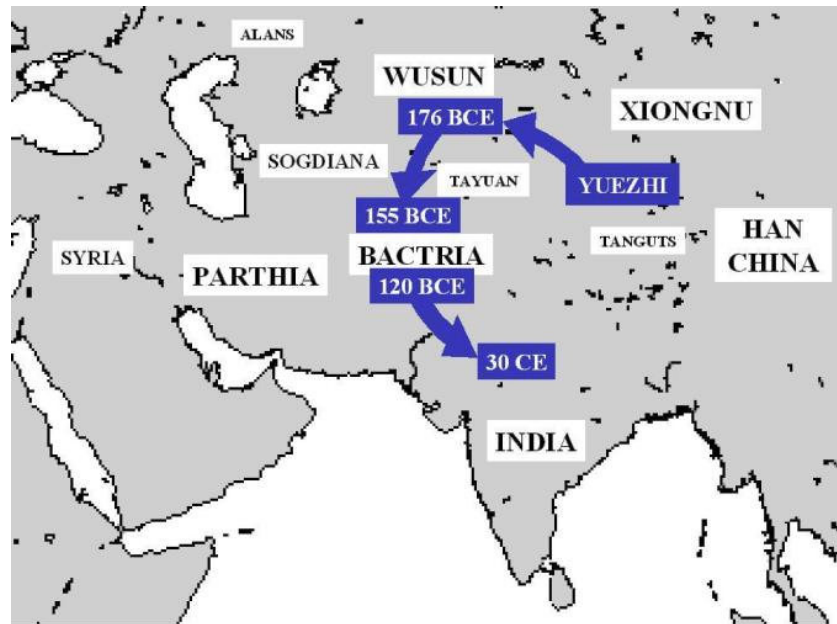 ALANS
WUSUN
176 BCE
XIONGNU
SOGDIANA
TAYUAN
YUEZHI
155 BCE
SYRIA
PARTHIA
BACTRIA
TANGUTS
HAN
CHINA
120 BCE
30 CE
INDIA